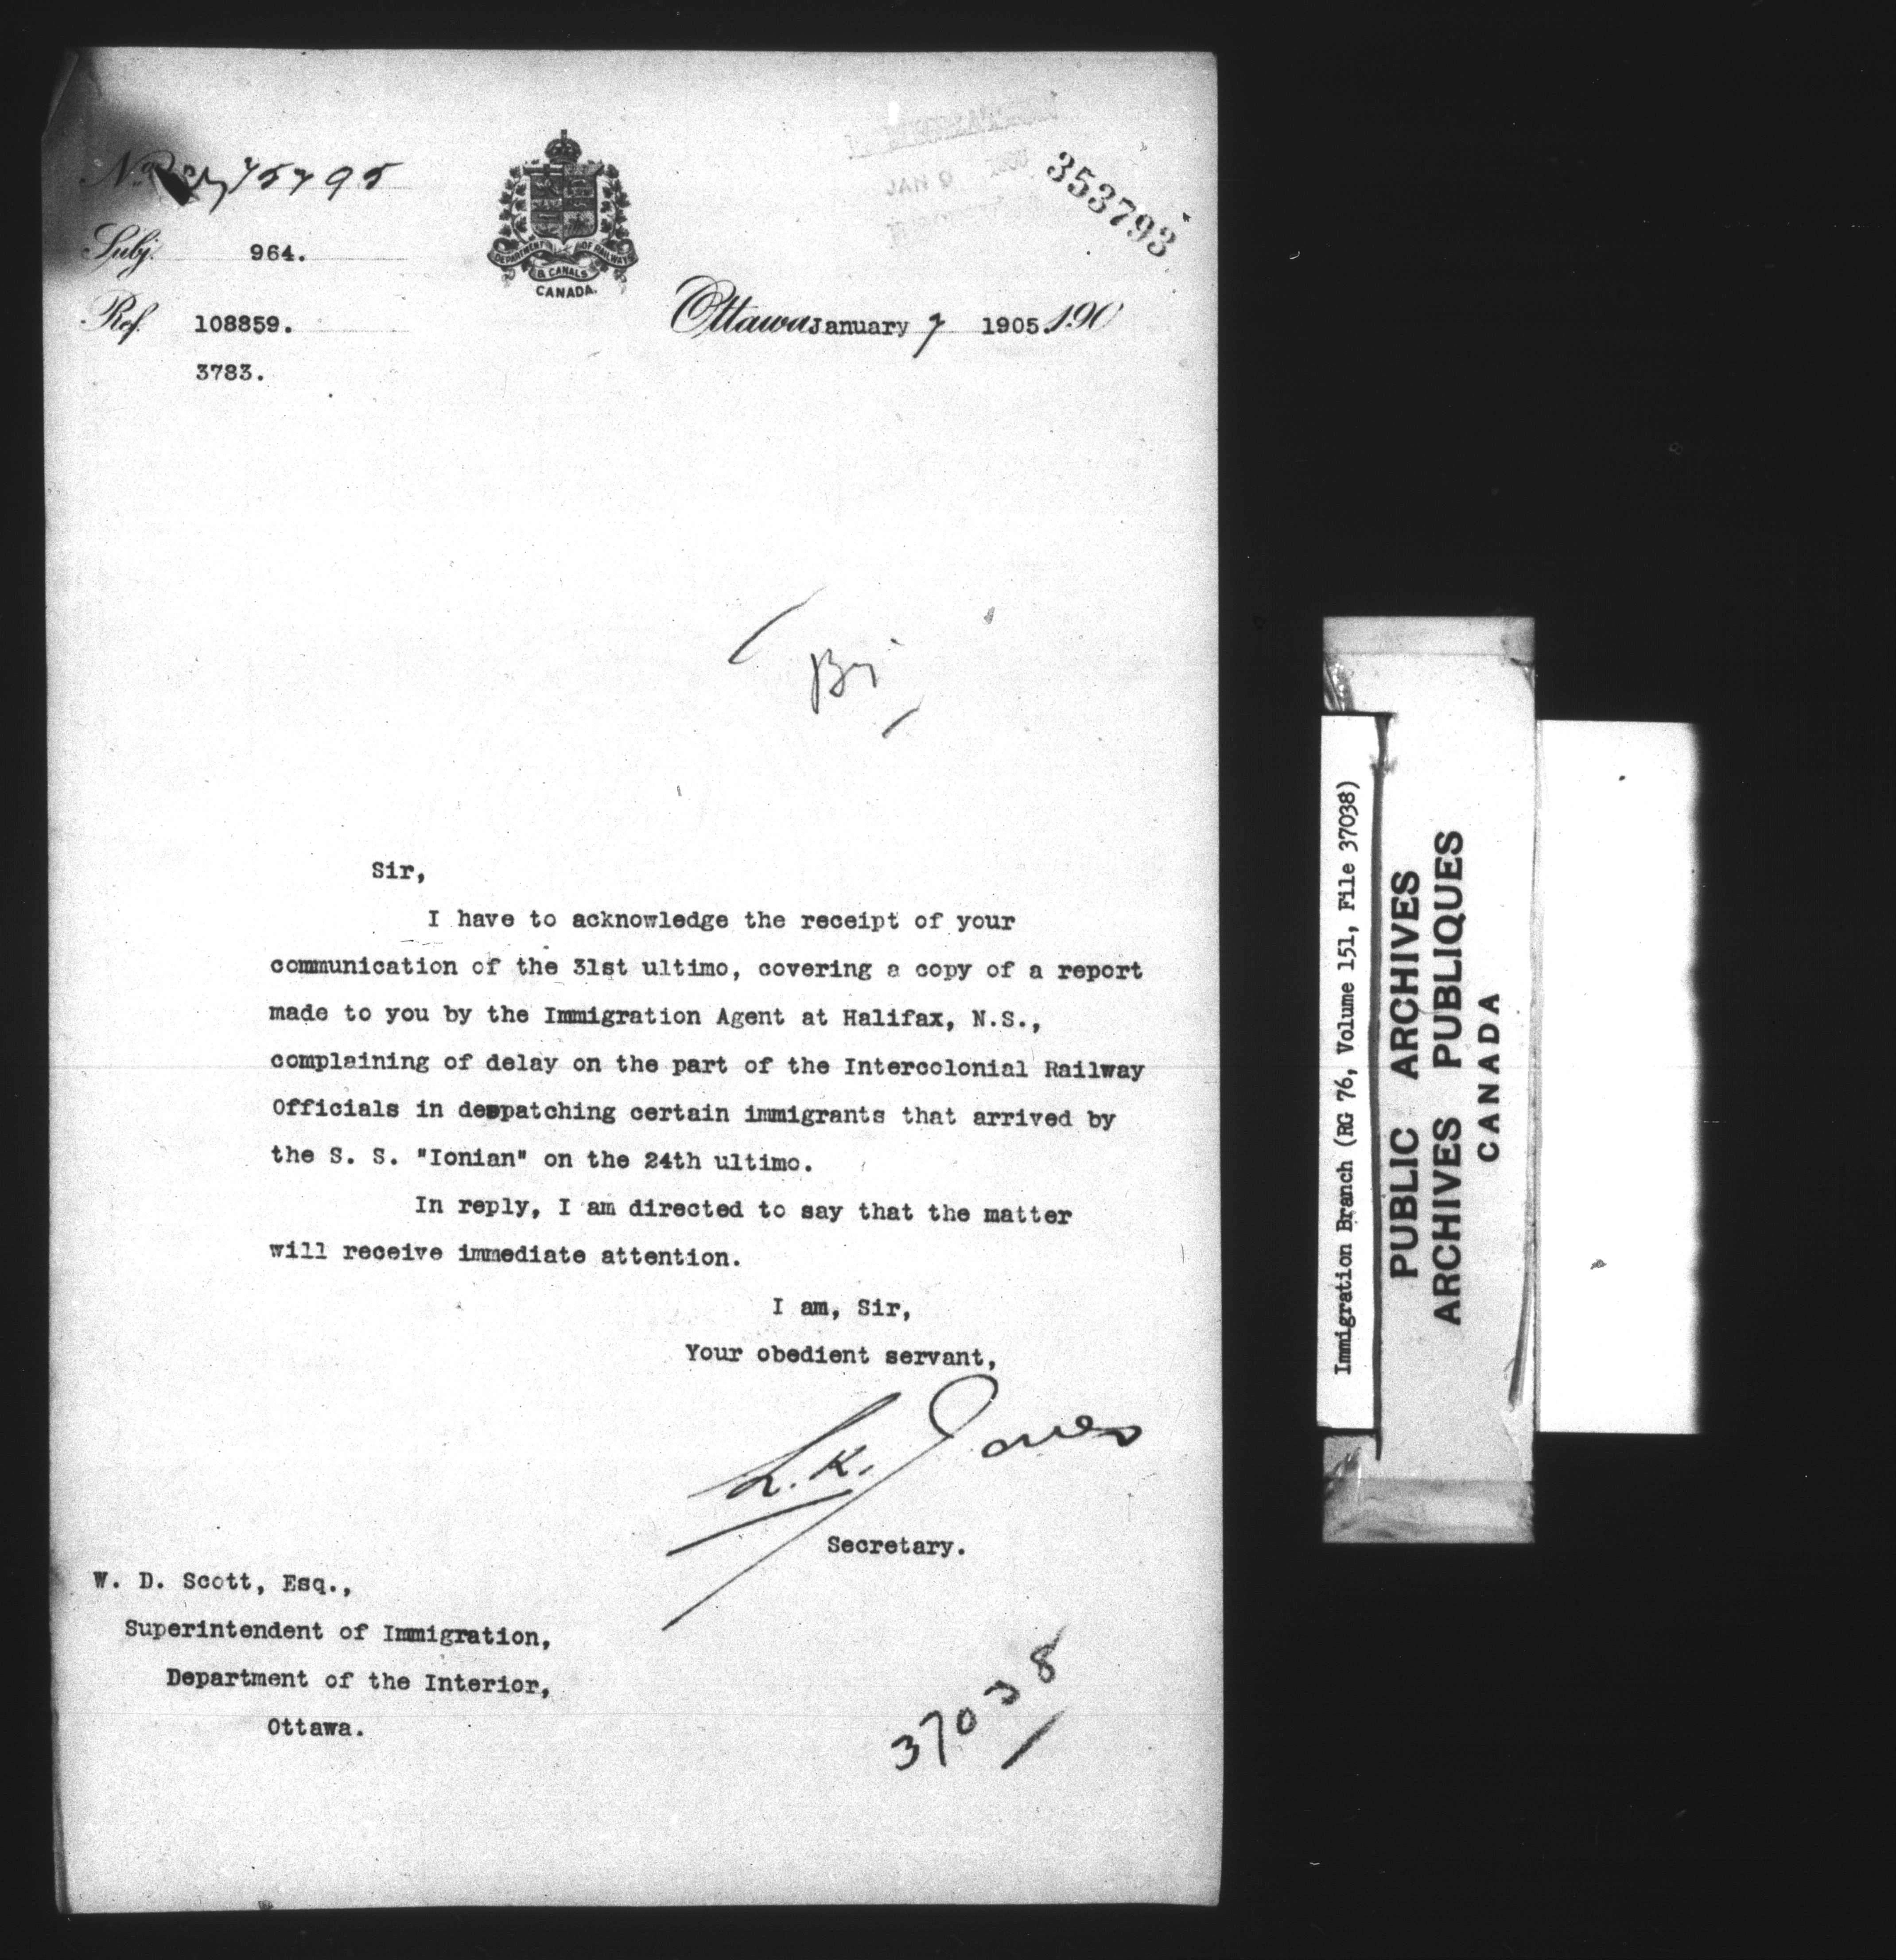 No
353793
Subj. 964.
DEPARTMENT OF RAILWAYS
& CANALS
CANADA.
Ref. 108859.
Ottawa January 7 1905 190
3783.
Sir,
I have to acknowledge the receipt of your
communication of the 31st ultimo, covering a copy of a report
made to you by the Immigration Agent at Halifax, N.S.,
complaining of delay on the part of the Intercolonial Railway
Officials in despatching certain immigrants that arrived by
the S. S. "Ionian" on the 24th ultimo.
In reply, I am directed to say that the matter
will receive immediate attention.
I am, Sir,
Your obedient servant,
L. K. Jones
Secretary.
W. D. Scott, Esq.,
Superintendent of Immigration,
Department of the Interior,
Ottawa.
37038
Immigration Branch (RG 76, Volume 151, File 37038)
PUBLIC ARCHIVES
ARCHIVES PUBLIQUES
CANADA